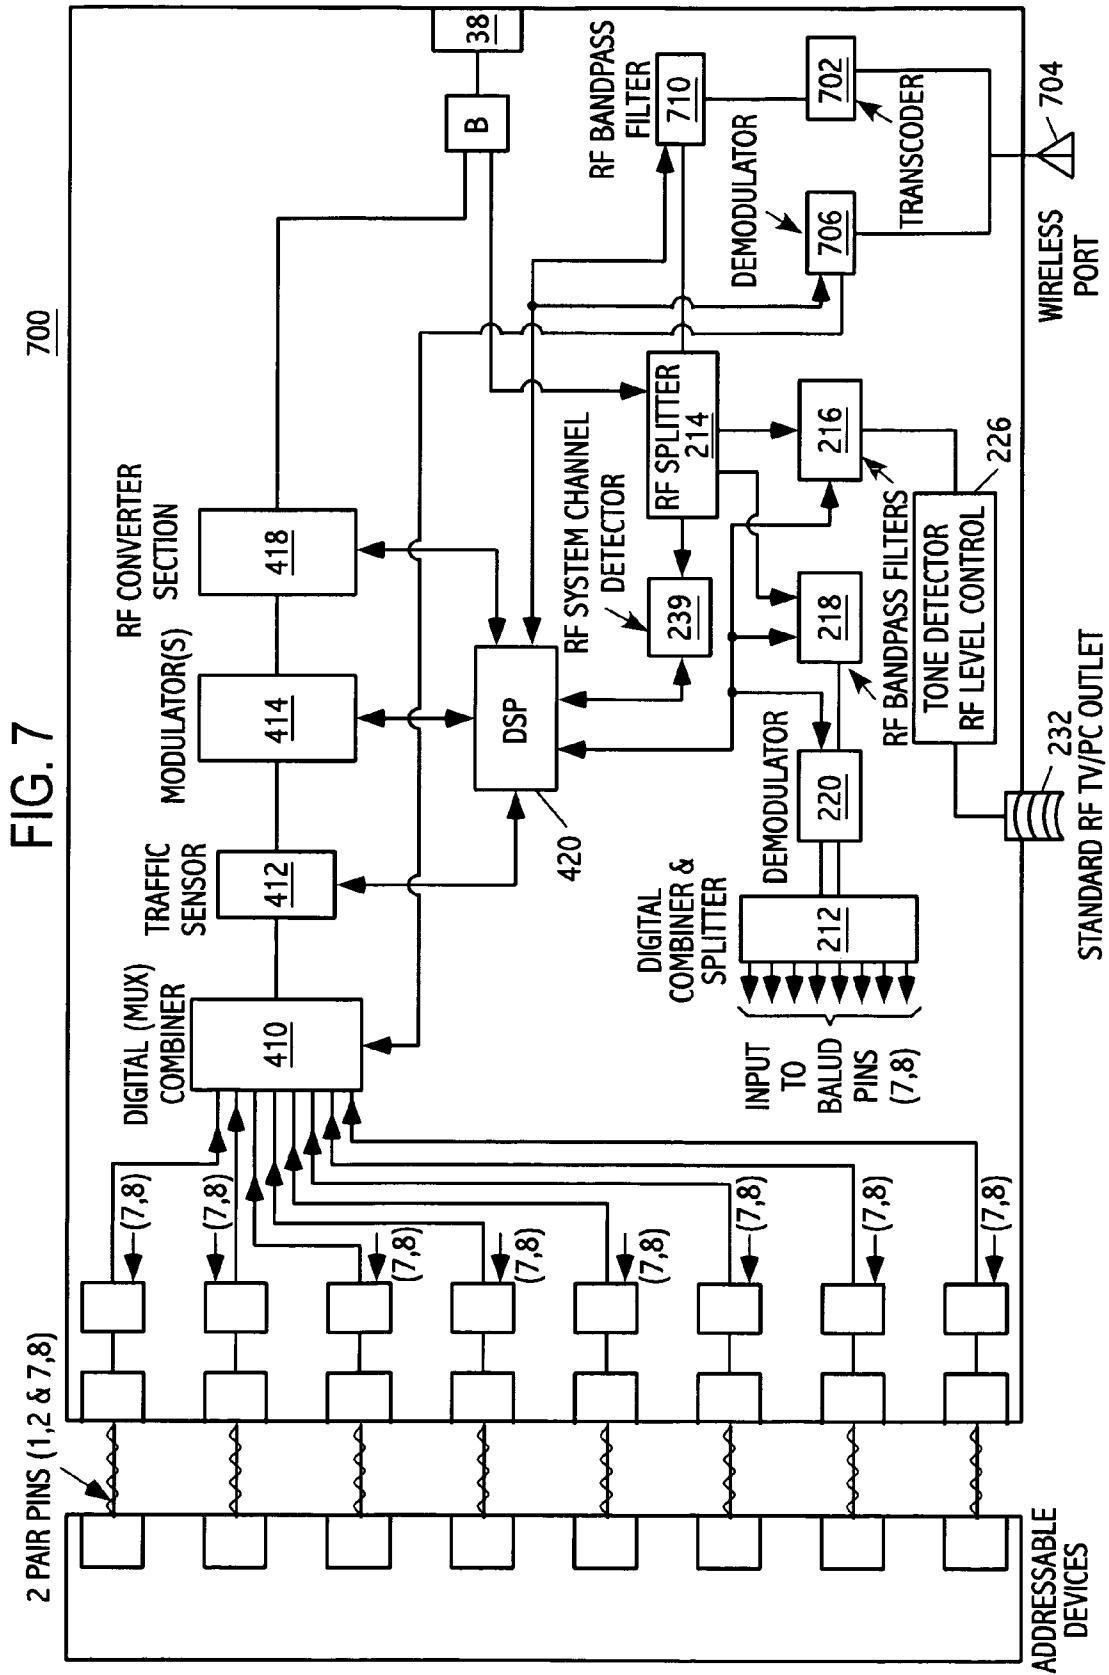 FIG. 7
700
2 PAIR PINS (1,2 & 7,8)
ADDRESSABLE
DEVICES
(7,8)
(7,8)
(7,8)
(7,8)
(7,8)
(7,8)
(7,8)
(7,8)
DIGITAL (MUX)
COMBINER
410
TRAFFIC
SENSOR
412
MODULATOR(S)
414
RF CONVERTER
SECTION
418
B
38
DSP
420
RF SYSTEM CHANNEL
DETECTOR
239
RF SPLITTER
214
RF BANDPASS
FILTER
710
DEMODULATOR
706
702
TRANSCODER
704
WIRELESS
PORT
DIGITAL
COMBINER &
SPLITTER
212
INPUT
TO
BALUD
PINS
(7,8)
DEMODULATOR
220
218
216
RF BANDPASS FILTERS
TONE DETECTOR
RF LEVEL CONTROL
226
232
STANDARD RF TV/PC OUTLET